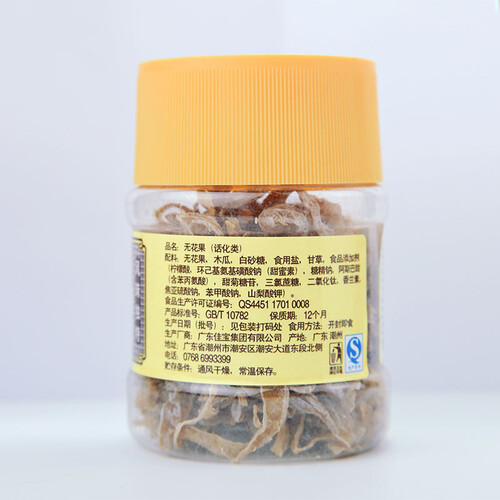 品名: 无花果 (话化类)
配料: 无花果、木瓜、白砂糖、食用盐、甘草、食品添加剂
(柠檬酸、环己基氨基磺酸钠 (甜蜜素)、糖精钠、阿斯巴甜
(含苯丙氨酸)、甜菊糖苷、三氯蔗糖、二氧化钛、香兰素、
焦亚硫酸钠、苯甲酸钠、山梨酸钾)。
食品生产许可证编号: QS4451 1701 0008
产品标准号: GB/T 10782 保质期: 12个月
生产日期 (批号): 见包装打码处 食用方法: 开封即食
生产厂商: 广东佳宝集团有限公司 产地: 广东 潮州
地址: 广东省潮州市潮安区潮安大道东段北侧
电话: 0768 6993399
贮存条件: 通风干燥, 常温保存。